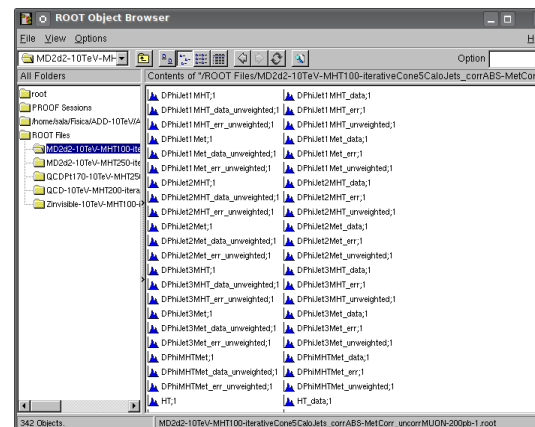 ROOT Object Browser
File View Options H
MD2d2-10TeV-MH Option
All Folders Contents of "/ROOT Files/MD2d2-10TeV-MHT100-iterativeCone5CaloJets_corrABS-MetCor
root
PROOF Sessions
/home/sala/Fisica/ADD-10TeV/A
ROOT Files
MD2d2-10TeV-MHT100-ite
MD2d2-10TeV-MHT250-ite
QCDPt170-10TeV-MHT25
QCD-10TeV-MHT200-itera
Zinvisible-10TeV-MHT100-i
DPhiJet1MHT;1 DPhiJet1MHT_data;1
DPhiJet1MHT_data_unweighted;1 DPhiJet1MHT_err;1
DPhiJet1MHT_err_unweighted;1 DPhiJet1MHT_unweighted;1
DPhiJet1Met;1 DPhiJet1Met_data;1
DPhiJet1Met_data_unweighted;1 DPhiJet1Met_err;1
DPhiJet1Met_err_unweighted;1 DPhiJet1Met_unweighted;1
DPhiJet2MHT;1 DPhiJet2MHT_data;1
DPhiJet2MHT_data_unweighted;1 DPhiJet2MHT_err;1
DPhiJet2MHT_err_unweighted;1 DPhiJet2MHT_unweighted;1
DPhiJet2Met;1 DPhiJet2Met_data;1
DPhiJet2Met_data_unweighted;1 DPhiJet2Met_err;1
DPhiJet2Met_err_unweighted;1 DPhiJet2Met_unweighted;1
DPhiJet3MHT;1 DPhiJet3MHT_data;1
DPhiJet3MHT_data_unweighted;1 DPhiJet3MHT_err;1
DPhiJet3MHT_err_unweighted;1 DPhiJet3MHT_unweighted;1
DPhiJet3Met;1 DPhiJet3Met_data;1
DPhiJet3Met_data_unweighted;1 DPhiJet3Met_err;1
DPhiJet3Met_err_unweighted;1 DPhiJet3Met_unweighted;1
DPhiMHTMet;1 DPhiMHTMet_data;1
DPhiMHTMet_data_unweighted;1 DPhiMHTMet_err;1
DPhiMHTMet_err_unweighted;1 DPhiMHTMet_unweighted;1
HT;1 HT_data;1
342 Objects. MD2d2-10TeV-MHT100-iterativeCone5CaloJets_corrABS-MetCorr_uncorrMUON-200pb-1.root